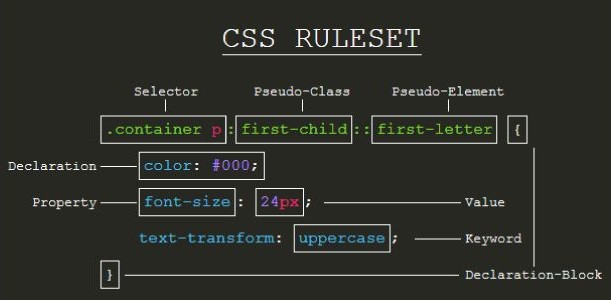 CSS RULESET
Selector Pseudo-Class Pseudo-Element
.container p:first-child::first-letter {
Declaration color: #000;
Property font-size: 24px; Value
text-transform: uppercase; Keyword
} Declaration-Block